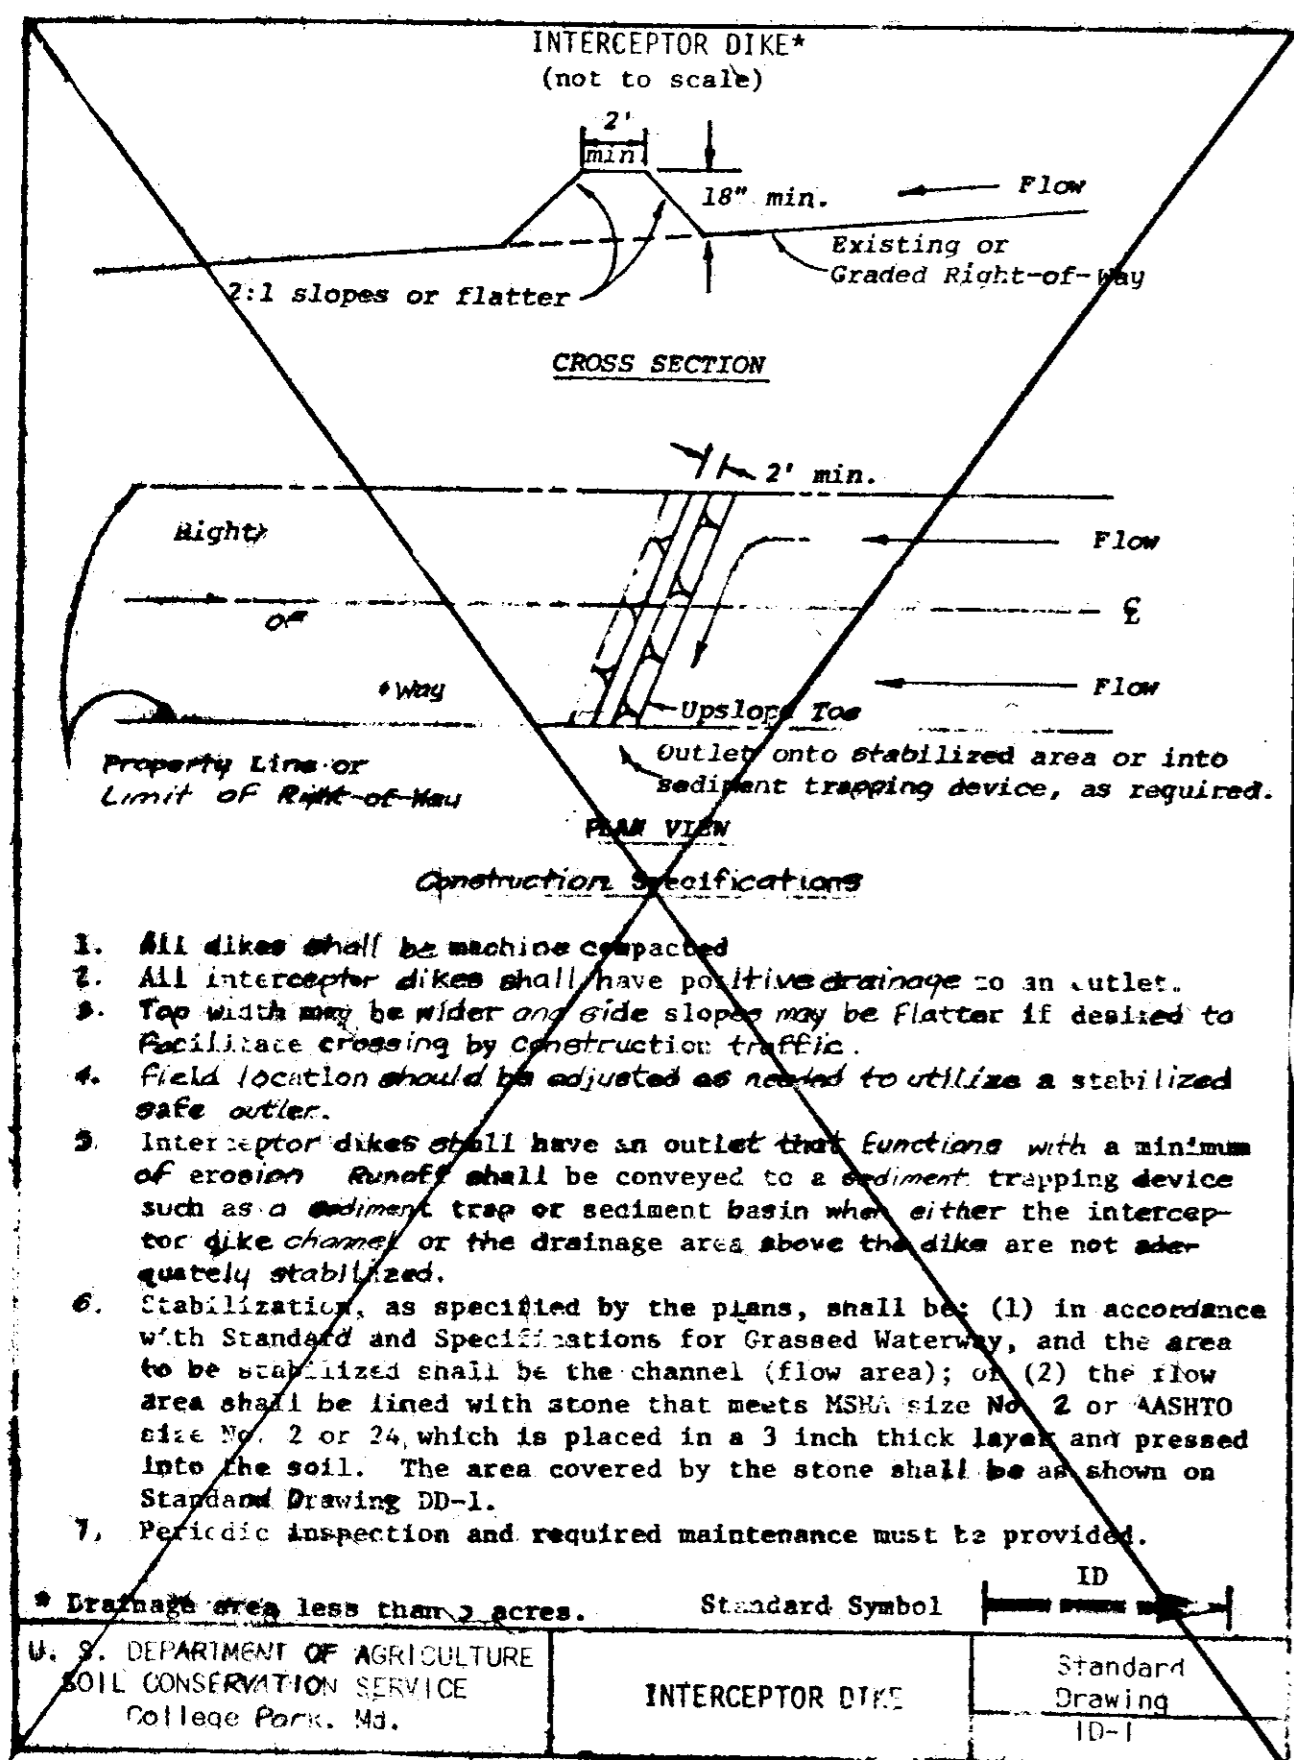 INTERCEPTOR DIKE*
(not to scale)
2'
min
18" min.
Flow
Existing or
Graded Right-of-Way
2:1 slopes or flatter
CROSS SECTION
2' min.
Right
Flow
of
℄
Way
Flow
Upslope Toe
Property Line or
Limit of Right-of-Way
Outlet onto stabilized area or into
sediment trapping device, as required.
PLAN VIEW
Construction Specifications
1. All dikes shall be machine compacted
2. All interceptor dikes shall have positive drainage to an outlet.
3. Top width may be wider and side slopes may be flatter if desired to
facilitate crossing by construction traffic.
4. Field location should be adjusted as needed to utilize a stabilized
safe outler.
5. Interceptor dikes shall have an outlet that functions with a minimum
of erosion Runoff shall be conveyed to a sediment trapping device
such as a sediment trap or sediment basin when either the intercep-
tor dike channel or the drainage area above the dike are not ade-
quately stabilized.
6. Stabilization, as specified by the plans, shall be: (1) in accordance
with Standard and Specifications for Grassed Waterway, and the area
to be stabilized shall be the channel (flow area); or (2) the flow
area shall be lined with stone that meets MSHA size No. 2 or AASHTO
size No. 2 or 24, which is placed in a 3 inch thick layer and pressed
into the soil. The area covered by the stone shall be as shown on
Standard Drawing DD-1.
7. Periodic inspection and required maintenance must be provided.
* Drainage area less than acres.
Standard Symbol
ID
U. S. DEPARTMENT OF AGRICULTURE
SOIL CONSERVATION SERVICE
College Park. Md.
INTERCEPTOR DIKE
Standard
Drawing
ID-1